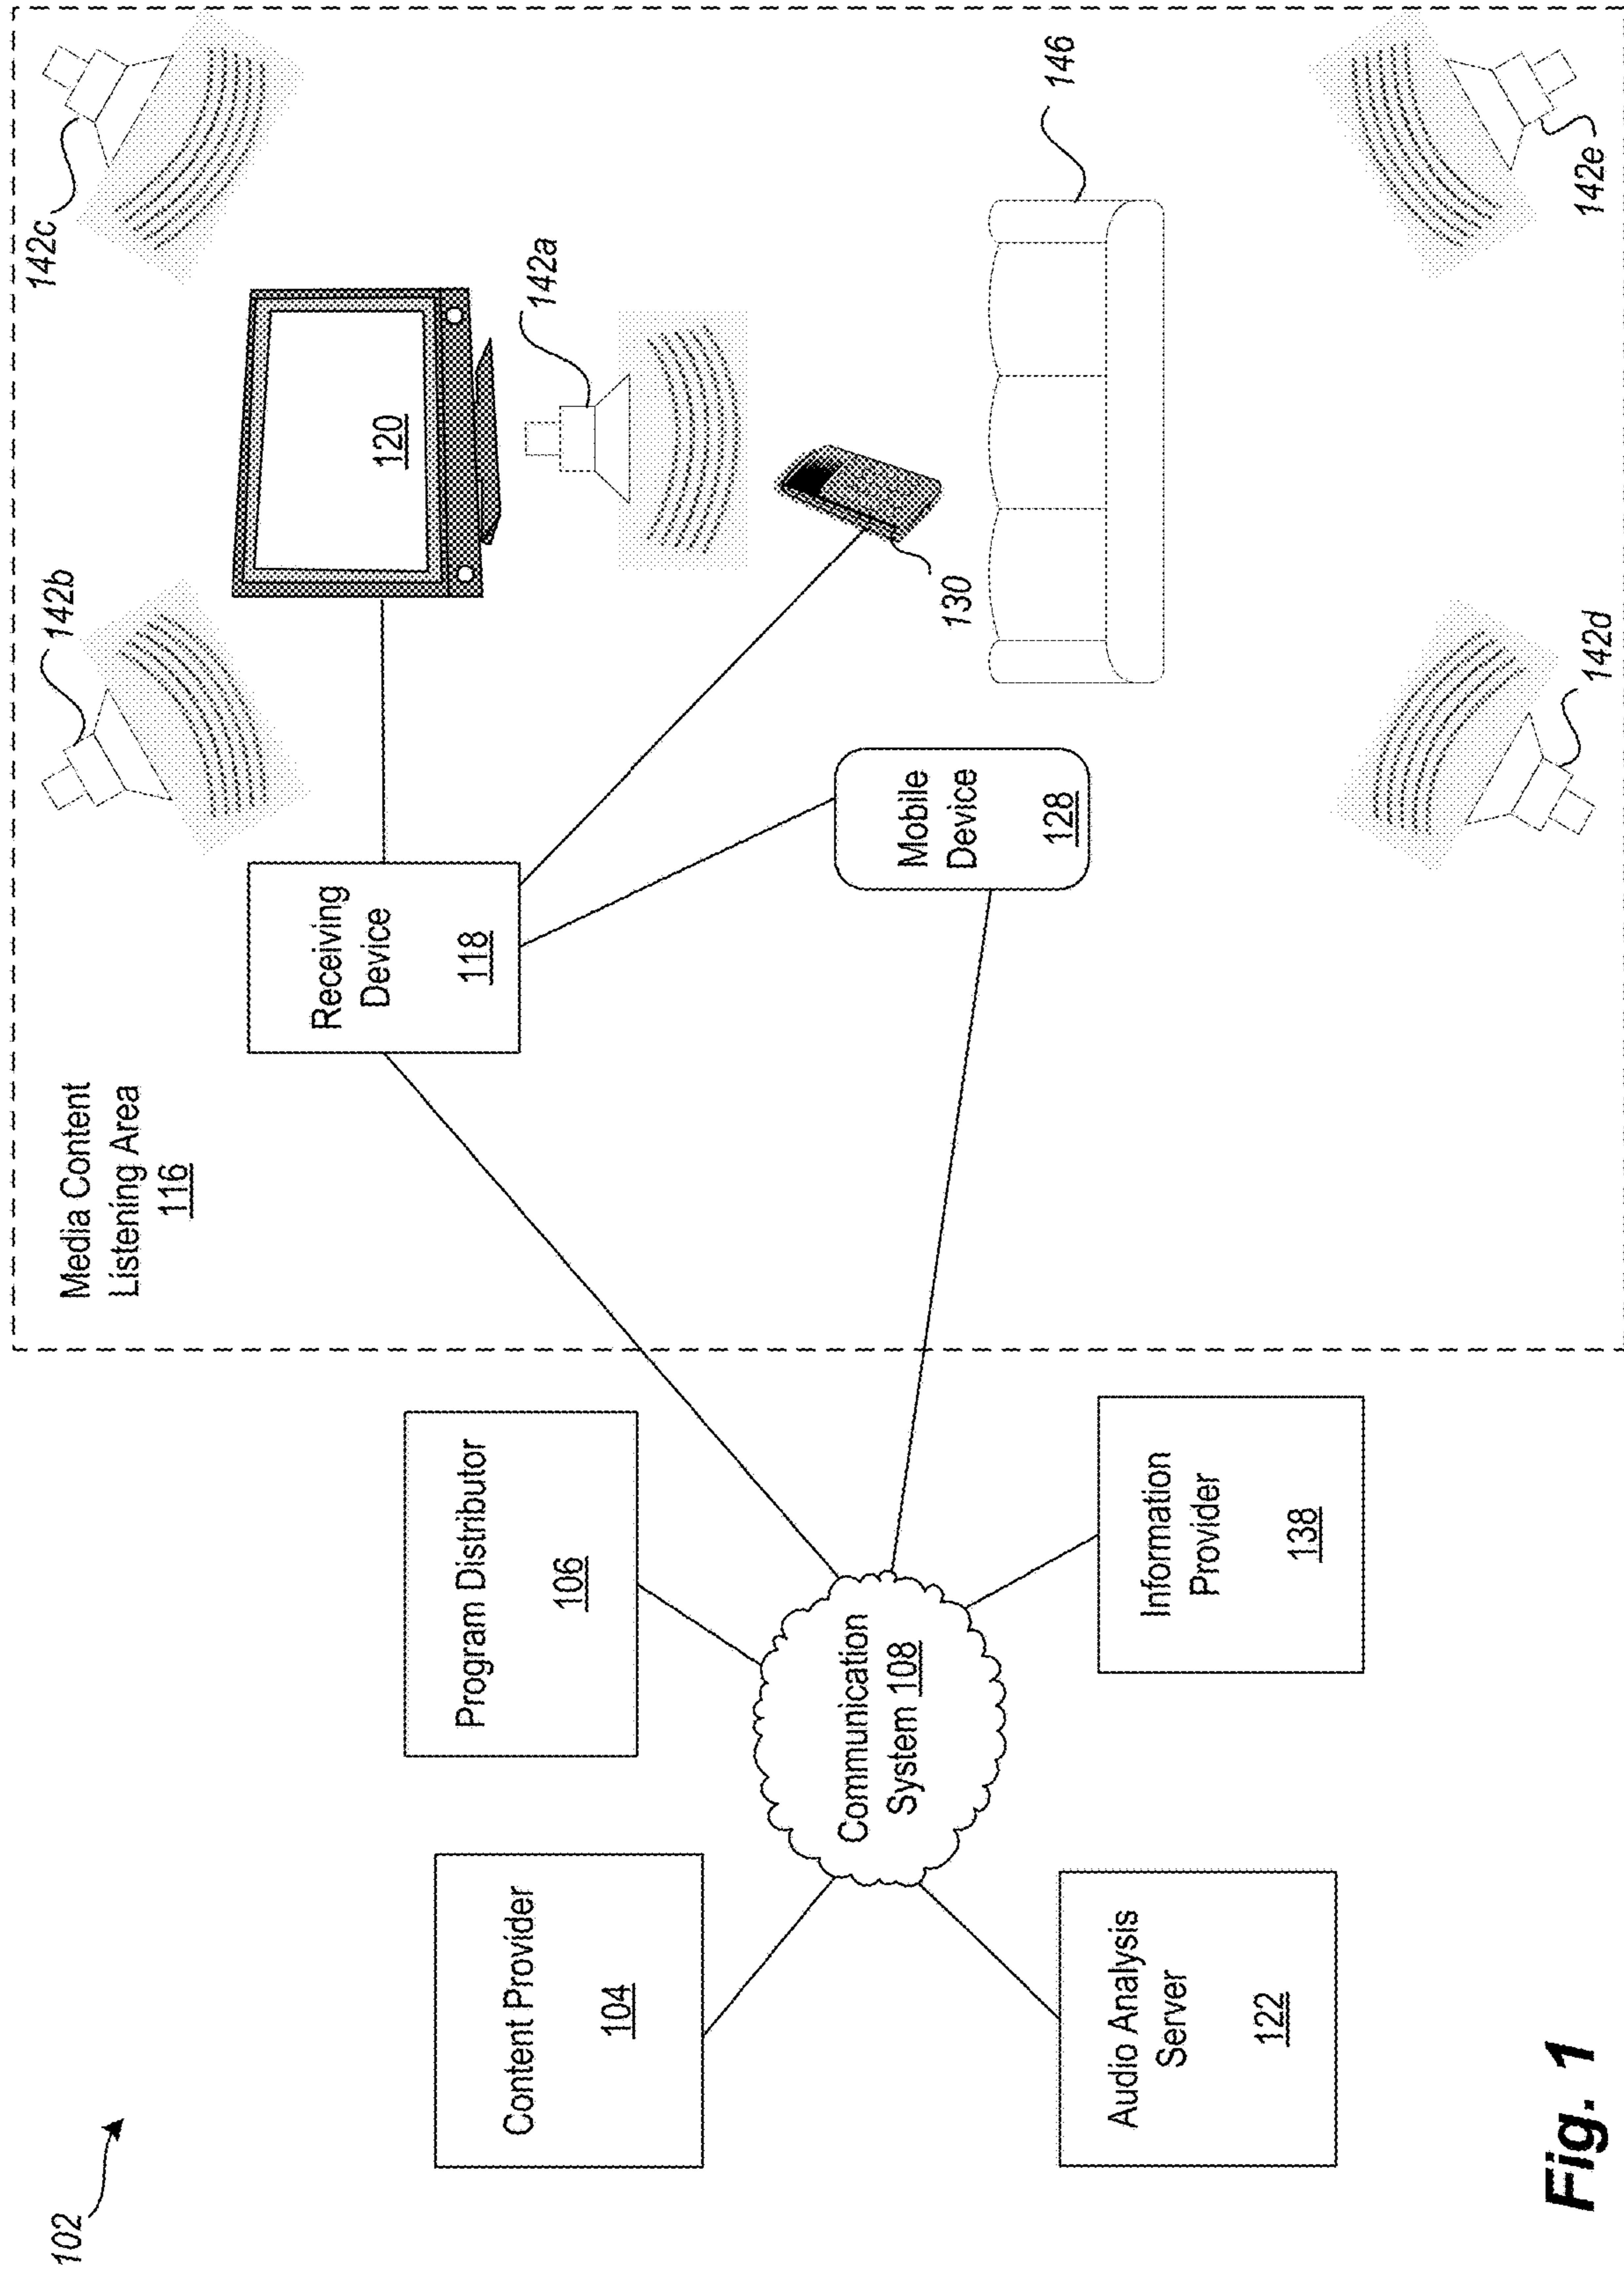 102
Media Content
Listening Area
116
142b
142c
Receiving
Device
118
120
142a
Program Distributor
106
Content Provider
104
Mobile
Device
128
130
146
Communication
System 108
Audio Analysis
Server
122
Information
Provider
138
142d
142e
Fig. 1